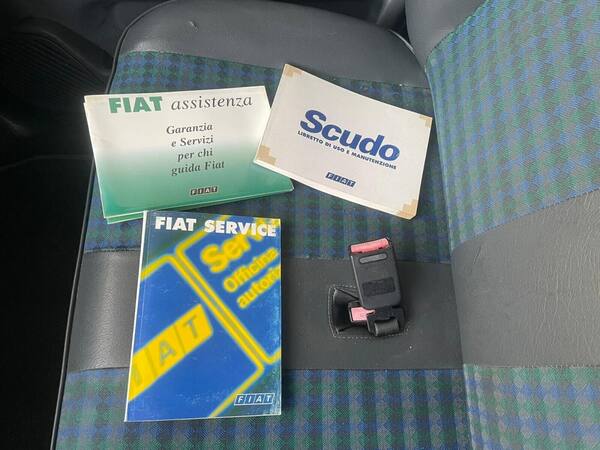 FIAT assistenza
Garanzia
e Servizi
per chi
guida Fiat
FIAT
Scudo
LIBRETTO DI USO E MANUTENZIONE
FIAT
FIAT SERVICE
Servi
Officina
autori
FIAT
FIAT